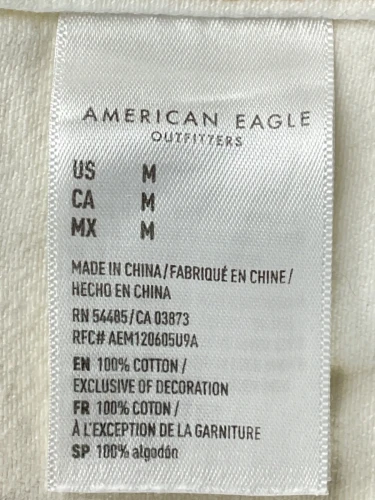 AMERICAN EAGLE
OUTFITTERS
US M
CA M
MX M
MADE IN CHINA/FABRIQUÉ EN CHINE/
HECHO EN CHINA
RN 54485/CA 03873
RFC# AEM120605U9A
EN 100% COTTON/
EXCLUSIVE OF DECORATION
FR 100% COTON/
À L'EXCEPTION DE LA GARNITURE
SP 100% algodón